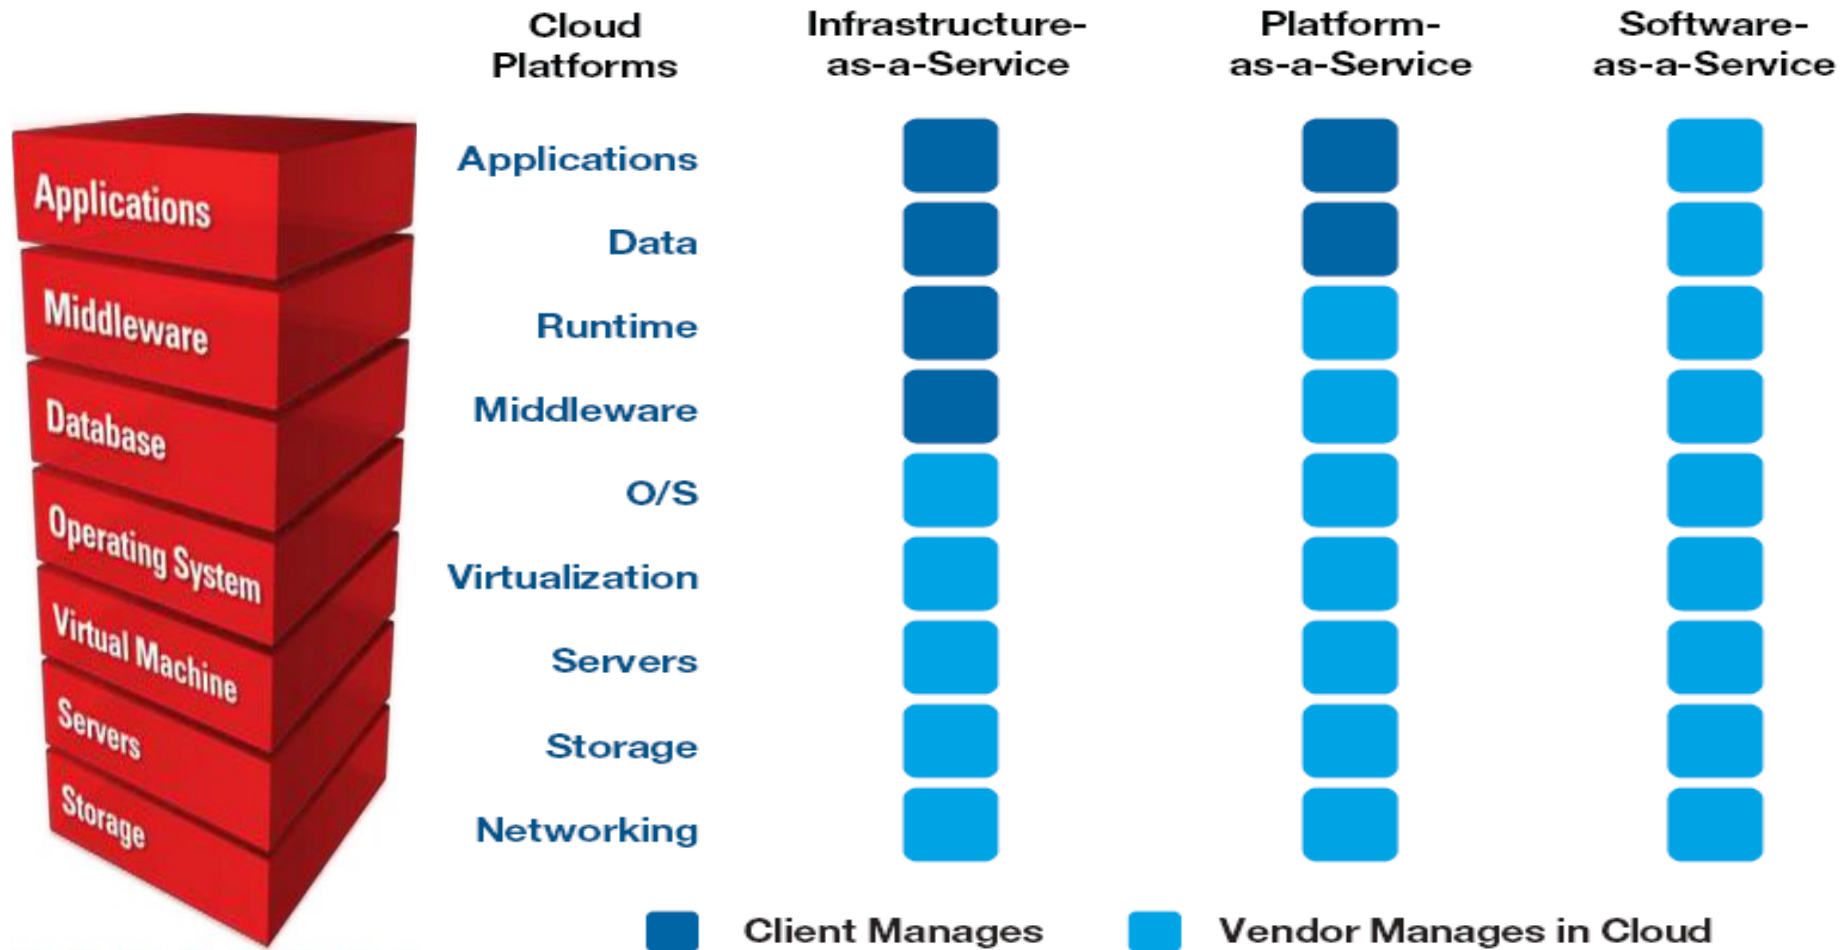 Cloud
Platforms
Infrastructure-
as-a-Service
Platform-
as-a-Service
Software-
as-a-Service
Applications
Middleware
Database
Operating System
Virtual Machine
Servers
Storage
Applications
Data
Runtime
Middleware
O/S
Virtualization
Servers
Storage
Networking
Client Manages
Vendor Manages in Cloud